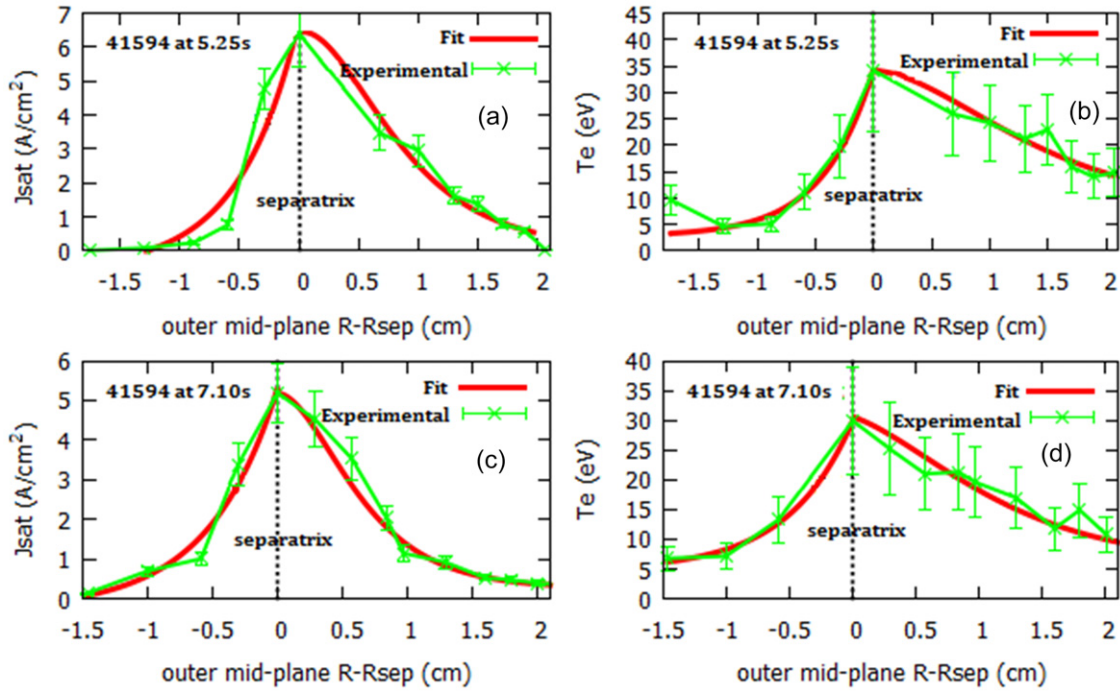 7
6
5
4
3
2
1
0
Jsat (A/cm²)
41594 at 5.25s
Fit
Experimental
(a)
separatrix
-1.5 -1 -0.5 0 0.5 1 1.5 2
outer mid-plane R-Rsep (cm)
45
40
35
30
25
20
15
10
5
0
Te (eV)
41594 at 5.25s
Fit
Experimental
(b)
separatrix
-1.5 -1 -0.5 0 0.5 1 1.5 2
outer mid-plane R-Rsep (cm)
6
5
4
3
2
1
0
Jsat (A/cm²)
41594 at 7.10s
Fit
Experimental
(c)
separatrix
-1.5 -1 -0.5 0 0.5 1 1.5 2
outer mid-plane R-Rsep (cm)
40
35
30
25
20
15
10
5
0
Te (eV)
41594 at 7.10s
Fit
Experimental
(d)
separatrix
-1.5 -1 -0.5 0 0.5 1 1.5 2
outer mid-plane R-Rsep (cm)